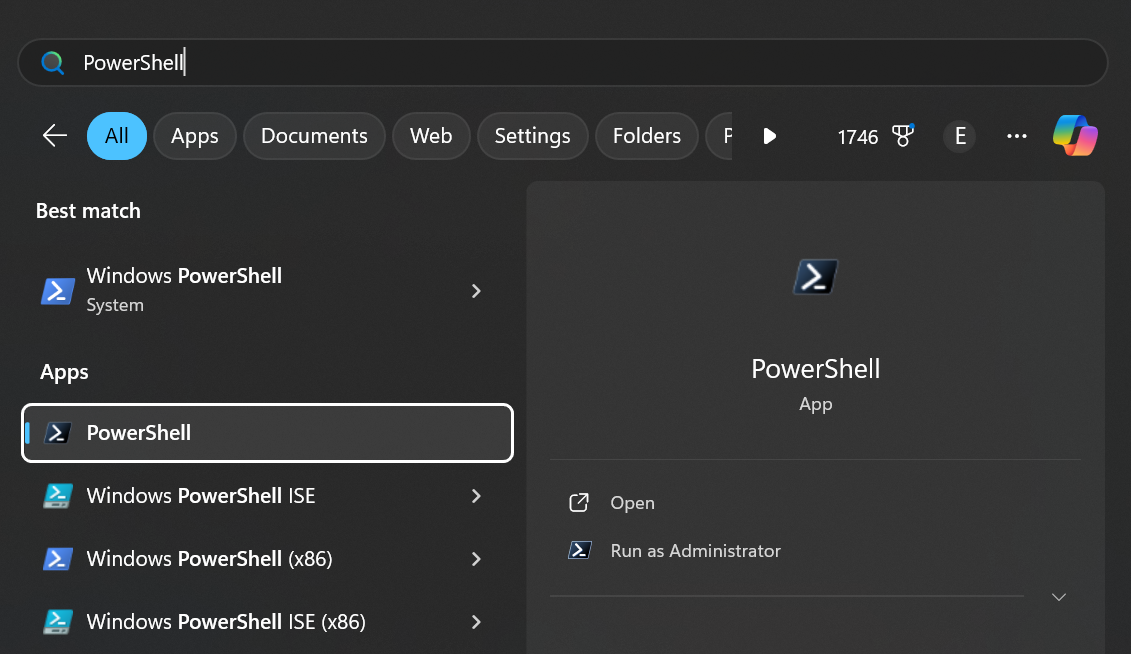 PowerShell
All
Apps
Documents
Web
Settings
Folders
P
1746
E
Best match
Windows PowerShell
System
Apps
PowerShell
Windows PowerShell ISE
Windows PowerShell (x86)
Windows PowerShell ISE (x86)
PowerShell
App
Open
Run as Administrator